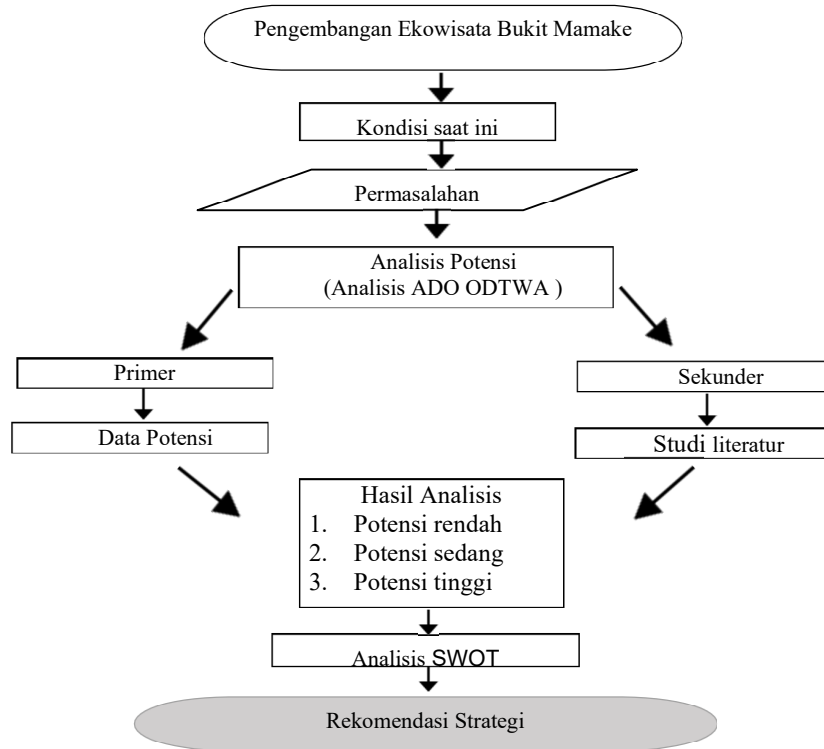 Pengembangan Ekowisata Bukit Mamake
Kondisi saat ini
Permasalahan
Analisis Potensi
(Analisis ADO ODTWA )
Primer
Sekunder
Data Potensi
Studi literatur
Hasil Analisis
1. Potensi rendah
2. Potensi sedang
3. Potensi tinggi
Analisis SWOT
Rekomendasi Strategi